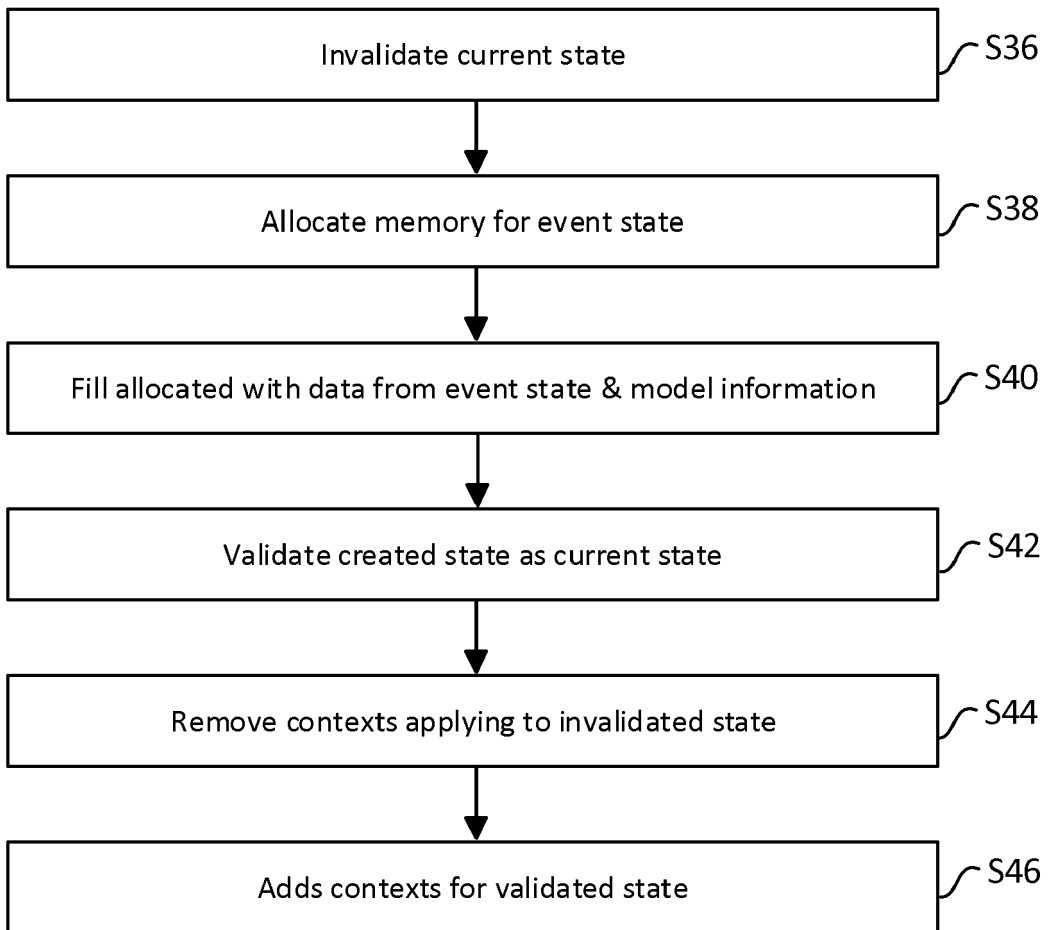 Invalidate current state
S36
Allocate memory for event state
S38
Fill allocated with data from event state & model information
S40
Validate created state as current state
S42
Remove contexts applying to invalidated state
S44
Adds contexts for validated state
S46